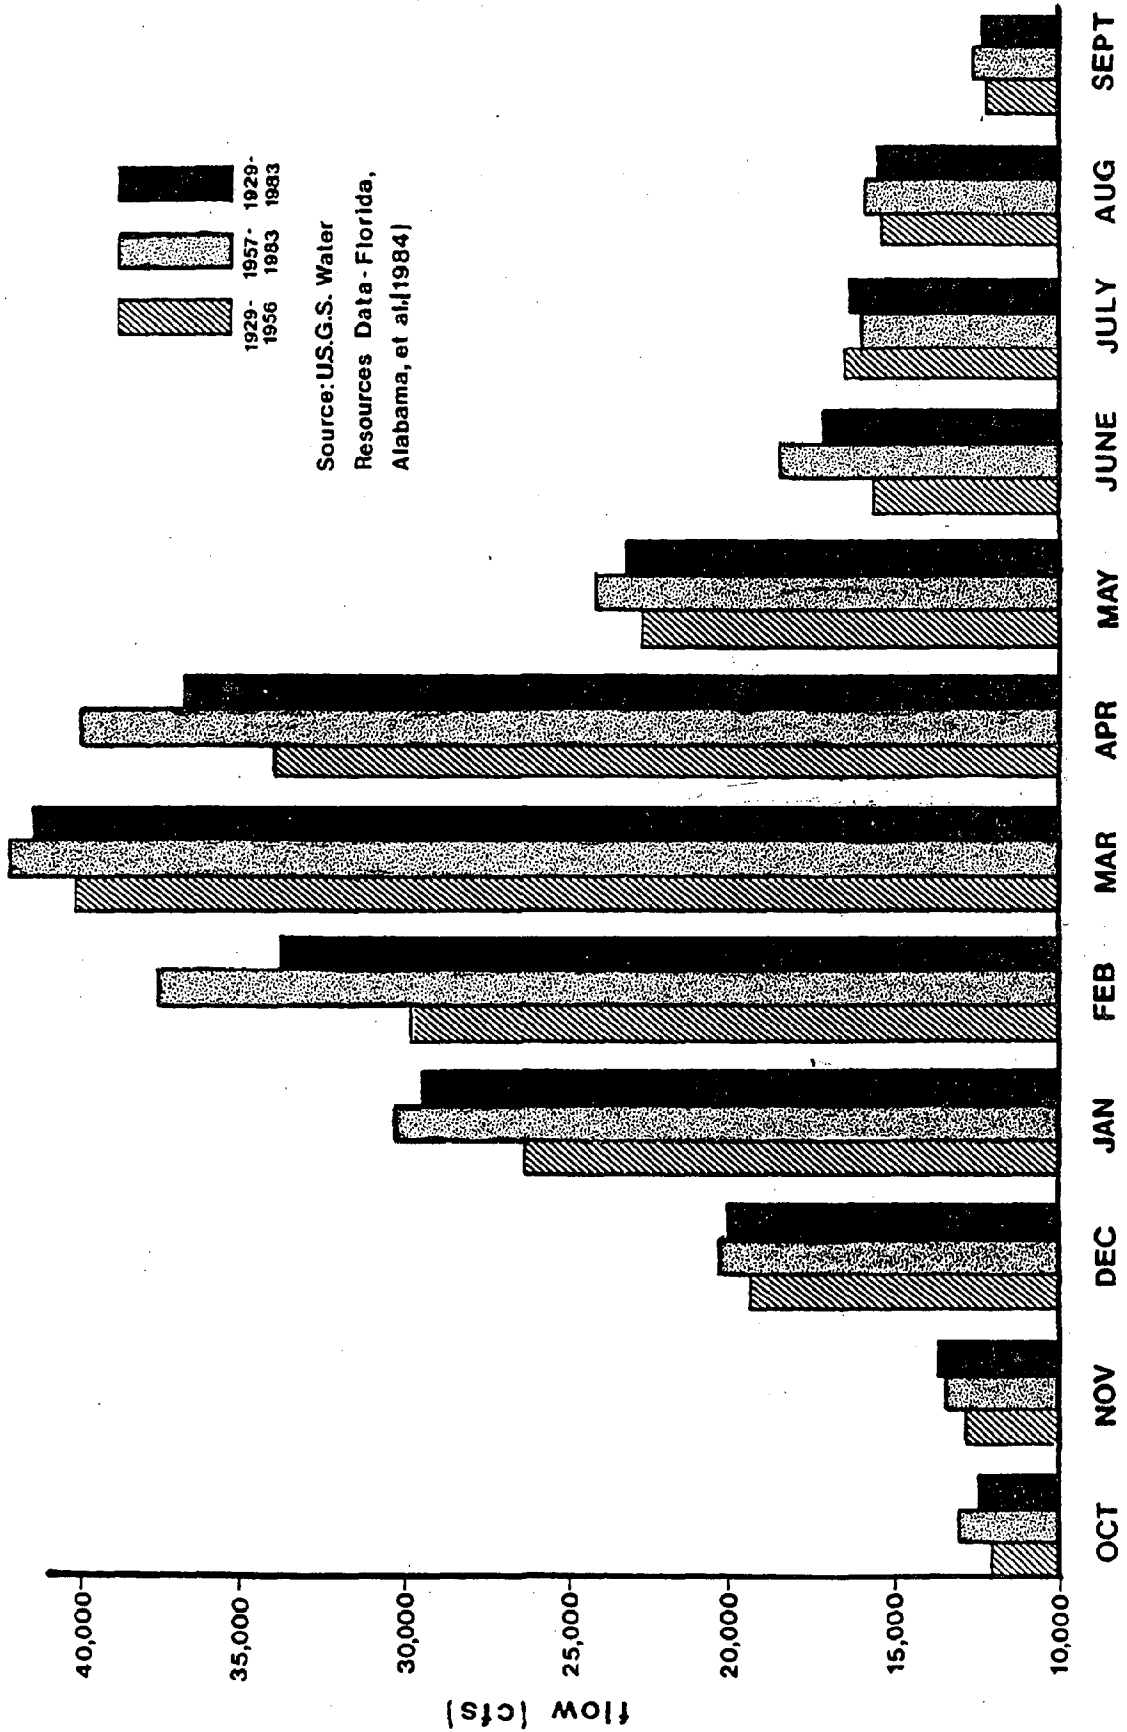 1929-
1956
1957-
1983
1929-
1983
Source: U.S.G.S. Water
Resources Data - Florida,
Alabama, et al.[1984]
flow [cfs]
40,000
35,000
30,000
25,000
20,000
15,000
10,000
OCT
NOV
DEC
JAN
FEB
MAR
APR
MAY
JUNE
JULY
AUG
SEPT